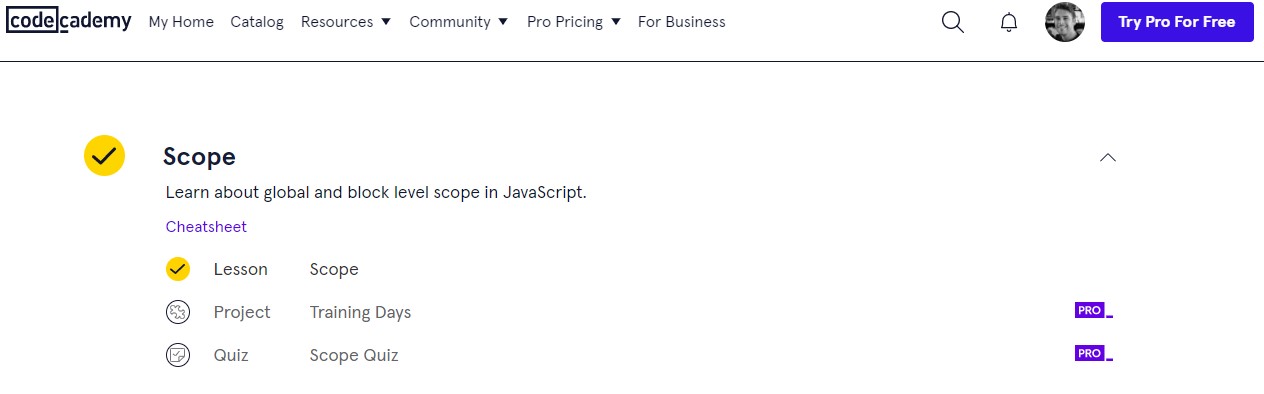 codecademy My Home Catalog Resources Community Pro Pricing For Business Try Pro For Free
Scope
Learn about global and block level scope in JavaScript.
Cheatsheet
Lesson Scope
Project Training Days PRO
Quiz Scope Quiz PRO